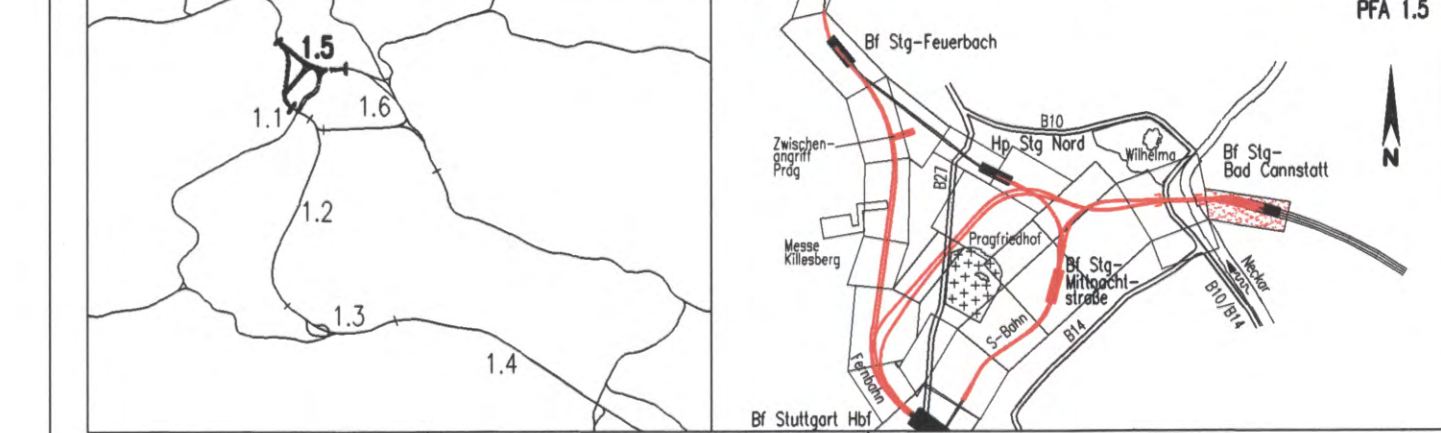 1.5
1.1
1.6
1.2
1.3
1.4
PFA 1.5
Bf Stg-Feuerbach
B10
Zwischen-
angriff
Prag
Hp Stg Nord
Wilhelma
Bf Stg-
Bad Cannstatt
N
B27
Messe
Killesberg
Pragfriedhof
Bf Stg-
Mittnacht-
straße
Neckar
B10/B14
S-Bahn
B14
Fernbahn
Bf Stuttgart Hbf